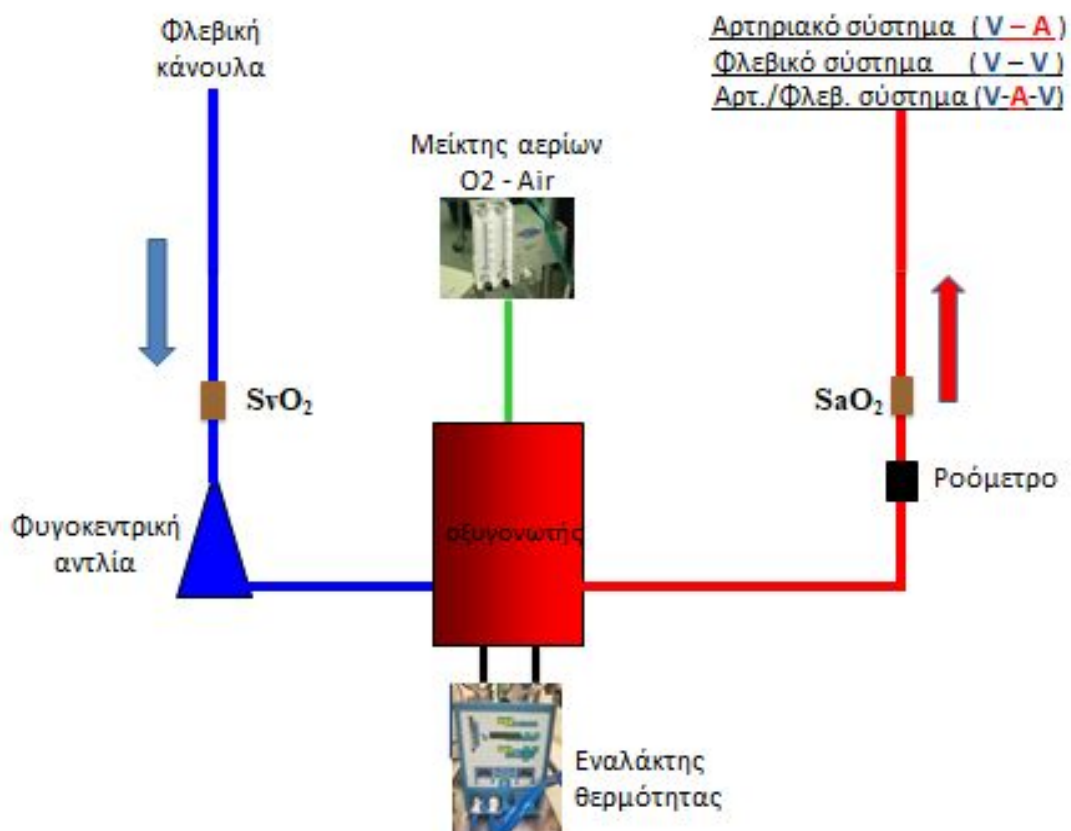 Φλεβική
κάνουλα
Αρτηριακό σύστημα ( V – A )
Φλεβικό σύστημα ( V – V )
Αρτ./Φλεβ. σύστημα (V-A-V)
Μείκτης αερίων
O2 - Air
SvO₂
SaO₂
Ροόμετρο
Φυγοκεντρική
αντλία
οξυγονωτής
Εναλάκτης
θερμότητας